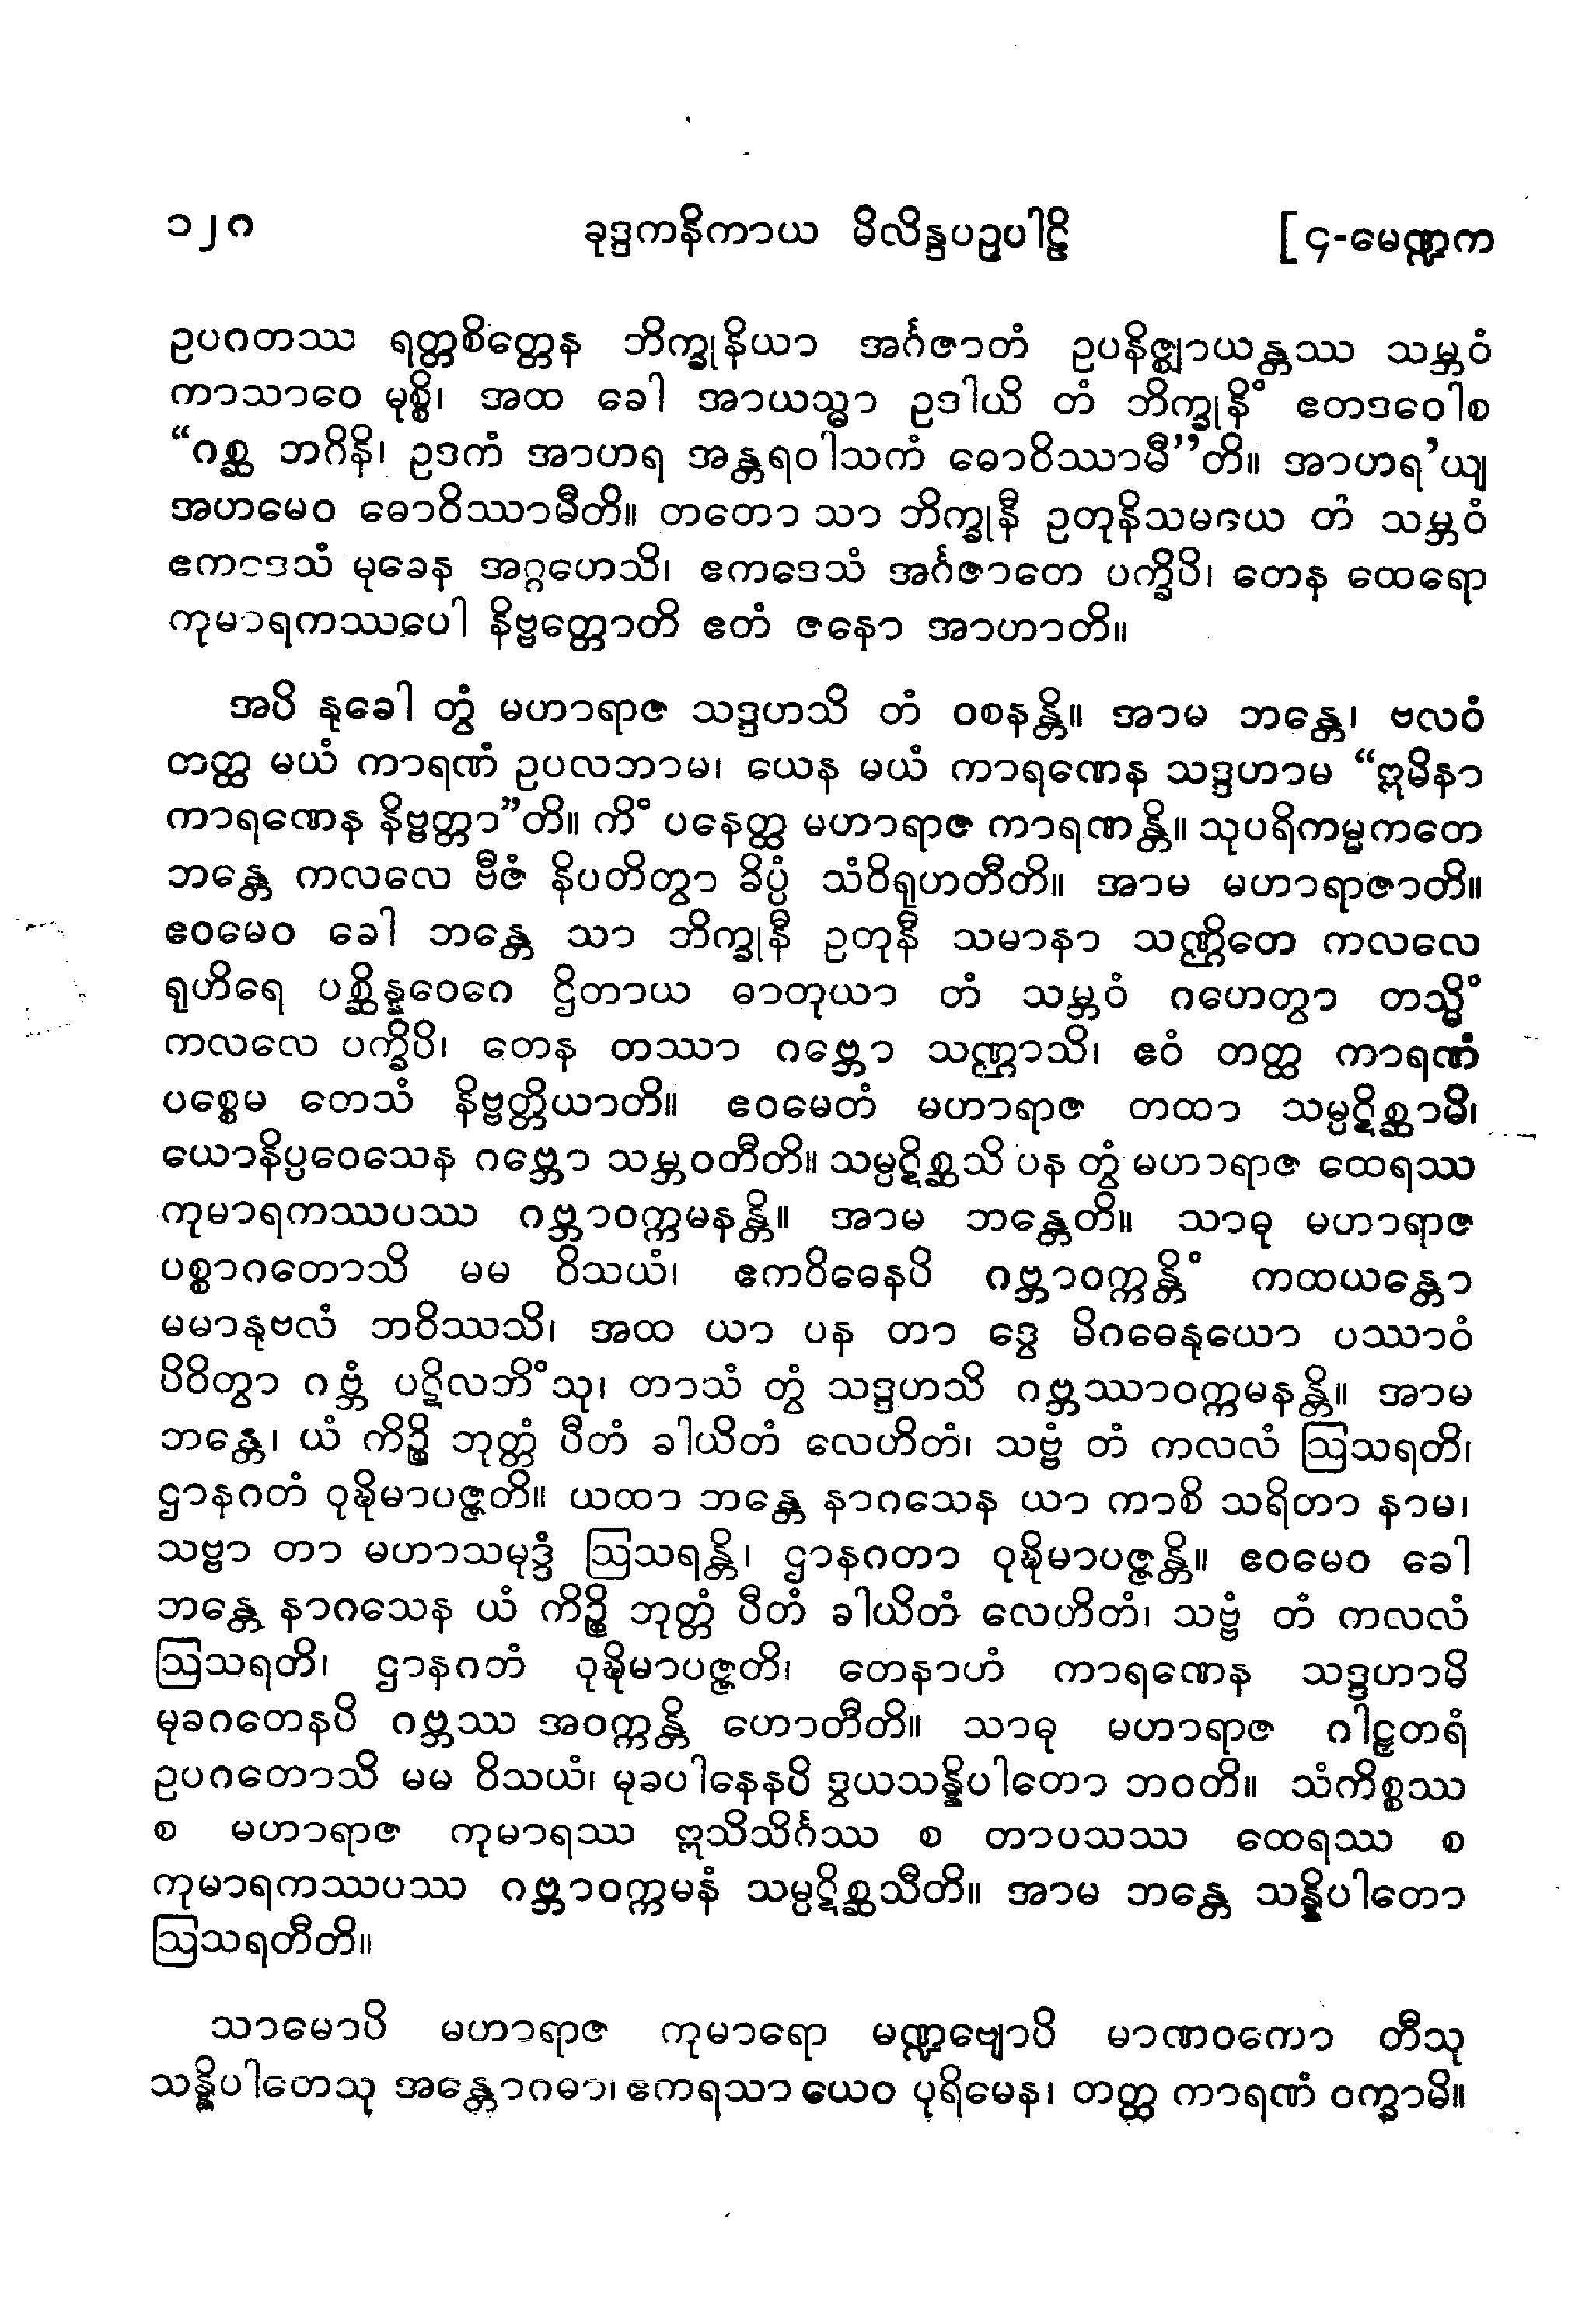 ၁၂၈ ခုဒ္ဒကနိကာယ မိလိန္ဒပဉှပါဠိ [၄-မေဏ္ဍက
ဥပဂတဿ ရတ္တစိတ္တေန ဘိက္ခုနိယာ အင်္ဂဇာတံ ဥပနိဇ္ဈာယန္တဿ သမ္ဘဝံ
ကာသာဝေ မုစ္စိ၊ အထ ခေါ အာယသ္မာ ဥဒါယိ တံ ဘိက္ခုနိံ ဧတဒဝေါစ
“ဂစ္ဆ ဘဂိနိ၊ ဥဒကံ အာဟရ အန္တရဝါသကံ ဓောဝိဿာမီ”တိ။ အာဟရ'ယျ
အဟမေဝ ဓောဝိဿာမီတိ။ တတော သာ ဘိက္ခုနီ ဥတုနိသမယေ တံ သမ္ဘဝံ
ဧကဒေသံ မုခေန အဂ္ဂဟေသိ၊ ဧကဒေသံ အင်္ဂဇာတေ ပက္ခိပိ၊ တေန ထေရော
ကုမာရကဿပေါ နိဗ္ဗတ္တောတိ ဧတံ ဇနော အာဟာတိ။
အပိ နုခေါ တွံ မဟာရာဇ သဒ္ဒဟသိ တံ ဝစနန္တိ။ အာမ ဘန္တေ၊ ဗလဝံ
တတ္ထ မယံ ကာရဏံ ဥပလဘာမ၊ ယေန မယံ ကာရဏေန သဒ္ဒဟာမ “ဣမိနာ
ကာရဏေန နိဗ္ဗတ္တာ”တိ။ ကိံ ပနေတ္ထ မဟာရာဇ ကာရဏန္တိ။ သုပရိကမ္မကတေ
ဘန္တေ ကလလေ ဗီဇံ နိပတိတွာ ခိပ္ပံ သံဝိရုဟတီတိ။ အာမ မဟာရာဇာတိ။
ဧဝမေဝ ခေါ ဘန္တေ သာ ဘိက္ခုနီ ဥတုနီ သမာနာ သဏ္ဌိတေ ကလလေ
ရုဟိရေ ပစ္ဆိန္နဝေဂေ ဌိတာယ ဓာတုယာ တံ သမ္ဘဝံ ဂဟေတွာ တသ္မိံ
ကလလေ ပက္ခိပိ၊ တေန တဿာ ဂဗ္ဘော သဏ္ဌာသိ၊ ဧဝံ တတ္ထ ကာရဏံ
ပစ္စေမ တေသံ နိဗ္ဗတ္တိယာတိ။ ဧဝမေတံ မဟာရာဇ တထာ သမ္ပဋိစ္ဆာမိ၊
ယောနိပ္ပဝေသေန ဂဗ္ဘော သမ္ဘဝတီတိ။ သမ္ပဋိစ္ဆသိ ပန တွံ မဟာရာဇ ထေရဿ
ကုမာရကဿပဿ ဂဗ္ဘာဝက္ကမနန္တိ။ အာမ ဘန္တေတိ။ သာဓု မဟာရာဇ
ပစ္စာဂတောသိ မမ ဝိသယံ၊ ဧကဝိဓေနပိ ဂဗ္ဘာဝက္ကန္တိံ ကထယန္တော
မမာနုဗလံ ဘဝိဿသိ၊ အထ ယာ ပန တာ ဒွေ မိဂဓေနုယော ပဿာဝံ
ပိဝိတွာ ဂဗ္ဘံ ပဋိလဘိံသု၊ တာသံ တွံ သဒ္ဒဟသိ ဂဗ္ဘဿာဝက္ကမနန္တိ။ အာမ
ဘန္တေ၊ ယံ ကိဉ္စိ ဘုတ္တံ ပီတံ ခါယိတံ လေဟိတံ၊ သဗ္ဗံ တံ ကလလံ ဩသရတိ၊
ဌာနဂတံ ဝုဍ္ဎိမာပဇ္ဇတိ။ ယထာ ဘန္တေ နာဂသေန ယာ ကာစိ သရိတာ နာမ၊
သဗ္ဗာ တာ မဟာသမုဒ္ဒံ ဩသရန္တိ၊ ဌာနဂတာ ဝုဍ္ဎိမာပဇ္ဇန္တိ။ ဧဝမေဝ ခေါ
ဘန္တေ နာဂသေန ယံ ကိဉ္စိ ဘုတ္တံ ပီတံ ခါယိတံ လေဟိတံ၊ သဗ္ဗံ တံ ကလလံ
ဩသရတိ၊ ဌာနဂတံ ဝုဍ္ဎိမာပဇ္ဇတိ၊ တေနာဟံ ကာရဏေန သဒ္ဒဟာမိ
မုခဂတေနပိ ဂဗ္ဘဿ အဝက္ကန္တိ ဟောတီတိ။ သာဓု မဟာရာဇ ဂါဠှတရံ
ဥပဂတောသိ မမ ဝိသယံ၊ မုခပါနေနပိ ဒွယသန္နိပါတော ဘဝတိ။ သံကိစ္စဿ
စ မဟာရာဇ ကုမာရဿ ဣသိသိင်္ဂဿ စ တာပသဿ ထေရဿ စ
ကုမာရကဿပဿ ဂဗ္ဘာဝက္ကမနံ သမ္ပဋိစ္ဆသီတိ။ အာမ ဘန္တေ သန္နိပါတော
ဩသရတီတိ။
သာမောပိ မဟာရာဇ ကုမာရော မဏ္ဍဗျောပိ မာဏဝကော တီသု
သန္နိပါတေသု အန္တောဂဓာ၊ ဧကရသာ ယေဝ ပုရိမေန၊ တတ္ထ ကာရဏံ ဝက္ခာမိ။